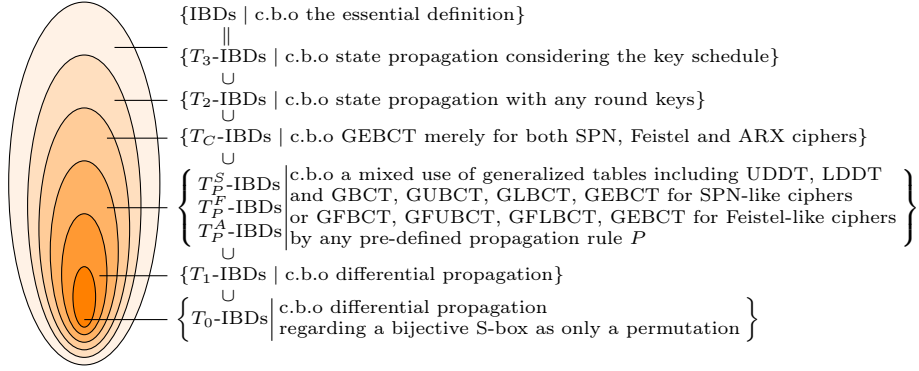 {IBDs | c.b.o the essential definition}
∥
{T₃-IBDs | c.b.o state propagation considering the key schedule}
∪
{T₂-IBDs | c.b.o state propagation with any round keys}
∪
{T_C-IBDs | c.b.o GEBCT merely for both SPN, Feistel and ARX ciphers}
∪
{T_P^S-IBDs T_P^F-IBDs T_P^A-IBDs | c.b.o a mixed use of generalized tables including UDDT, LDDT
and GBCT, GUBCT, GLBCT, GEBCT for SPN-like ciphers
or GFBCT, GFUBCT, GFLBCT, GEBCT for Feistel-like ciphers
by any pre-defined propagation rule P}
∪
{T₁-IBDs | c.b.o differential propagation}
∪
{T₀-IBDs | c.b.o differential propagation
regarding a bijective S-box as only a permutation}